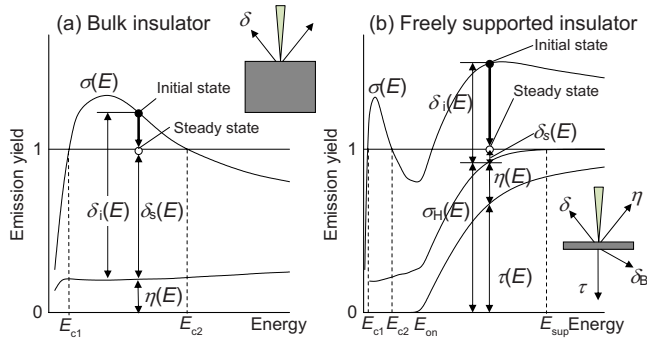 (a) Bulk insulator
δ
σ(E)
Initial state
Steady state
1
δi(E)
δs(E)
η(E)
0
Ec1
Ec2
Energy
Emission yield
(b) Freely supported insulator
Initial state
σ(E)
δi(E)
Steady state
1
δs(E)
η(E)
σH(E)
δ
η
τ(E)
τ
δB
0
Ec1
Ec2
Eon
Esup
Energy
Emission yield